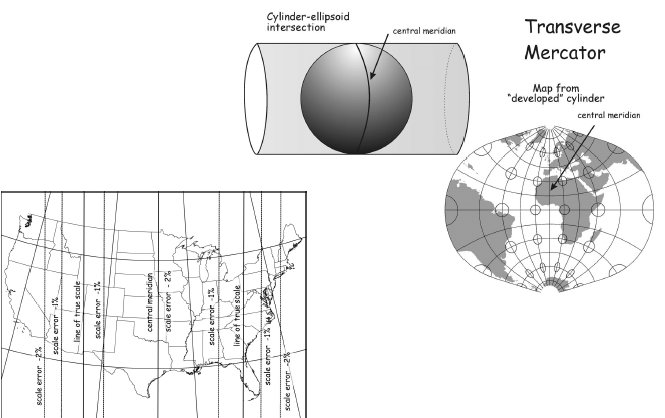 Cylinder-ellipsoid
intersection
central meridian
Transverse
Mercator
Map from
"developed" cylinder
central meridian
scale error -2%
scale error -1%
line of true scale
scale error -1%
central meridian
scale error - 2%
scale error -1%
line of true scale
scale error -1%
scale error -2%